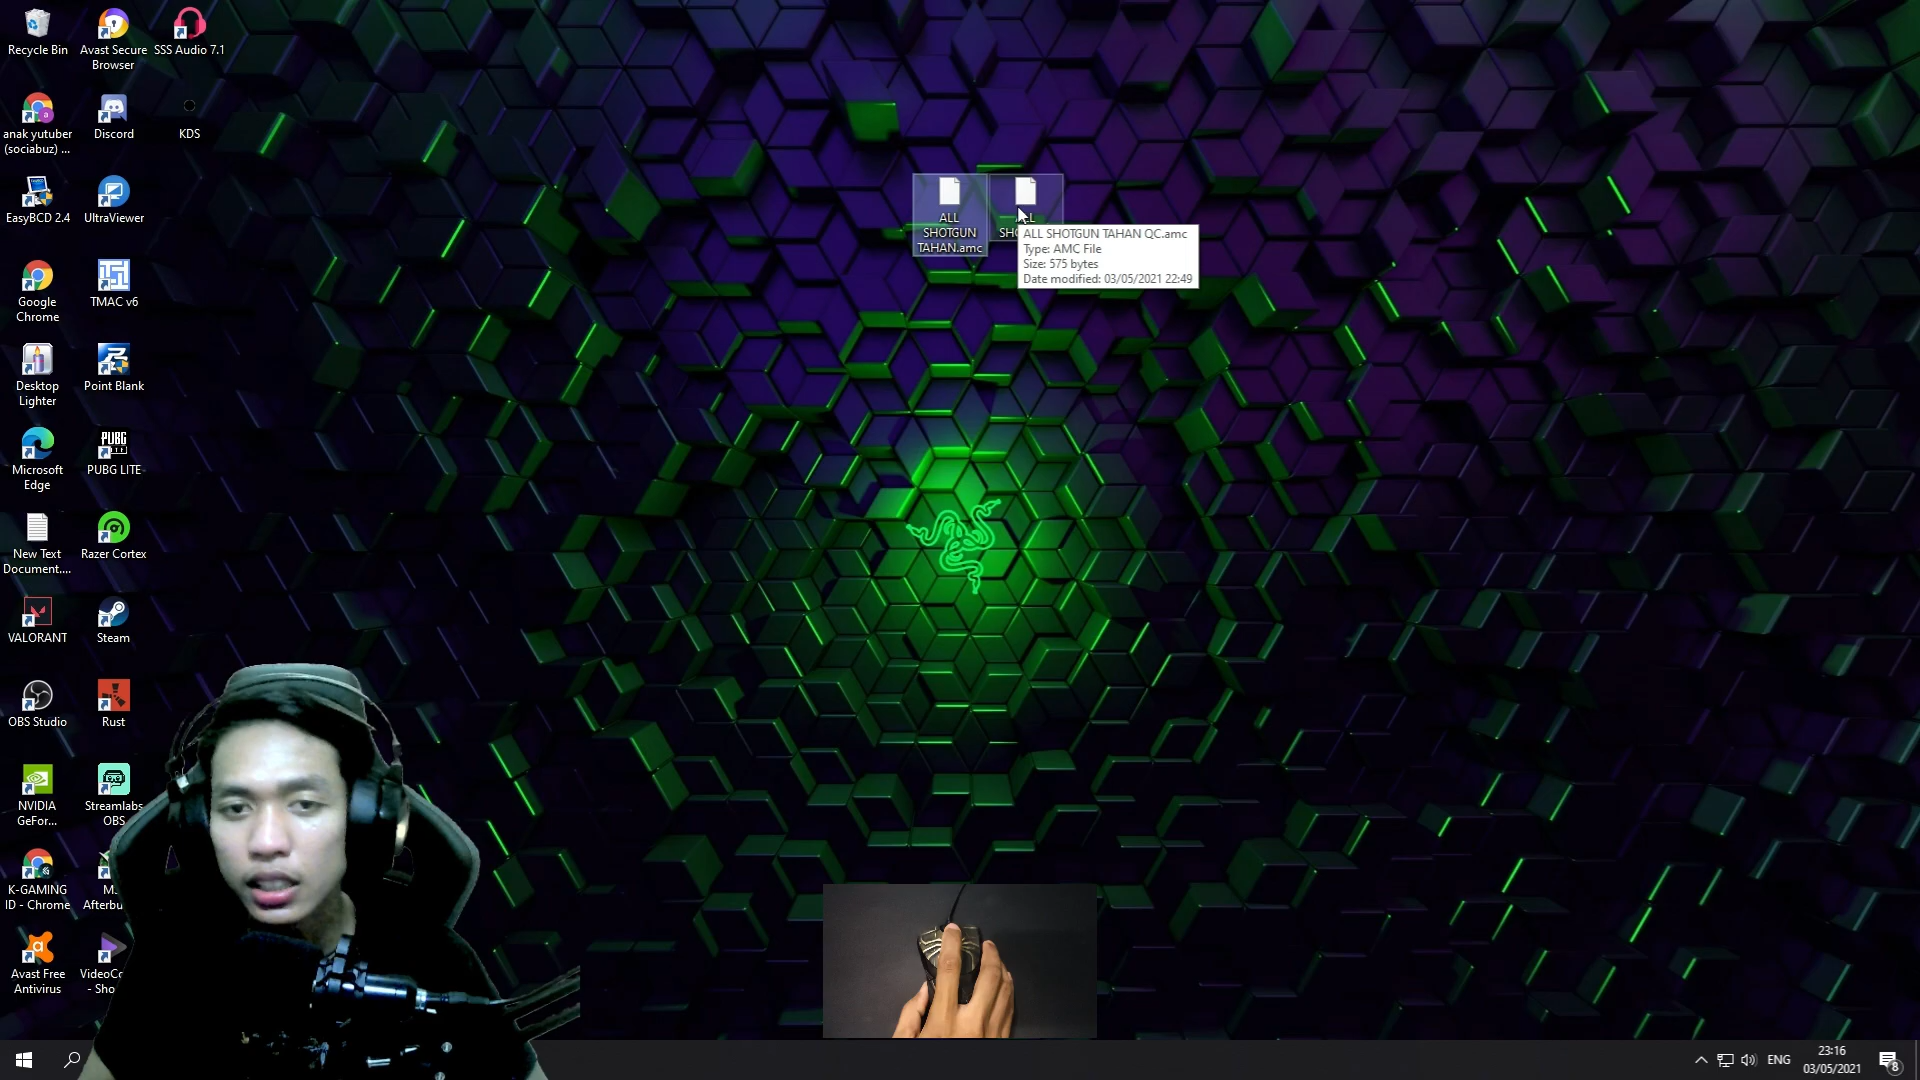 Recycle Bin
Avast Secure
Browser
SSS Audio 7.1
anak yutuber
(sociabuz) ...
Discord
KDS
EasyBCD 2.4
UltraViewer
Google
Chrome
TMAC v6
Desktop
Lighter
Point Blank
Microsoft
Edge
PUBG
PUBG LITE
New Text
Document....
Razer Cortex
VALORANT
Steam
OBS Studio
Rust
NVIDIA
GeFor...
Streamlabs
OBS
K-GAMING
ID - Chrome
Afterbu
Avast Free
Antivirus
VideoCo
- Sho
ALL
SHOTGUN
TAHAN.amc
ALL SHOTGUN TAHAN QC.amc
Type: AMC File
Size: 575 bytes
Date modified: 03/05/2021 22:49
ENG
23:16
03/05/2021
8